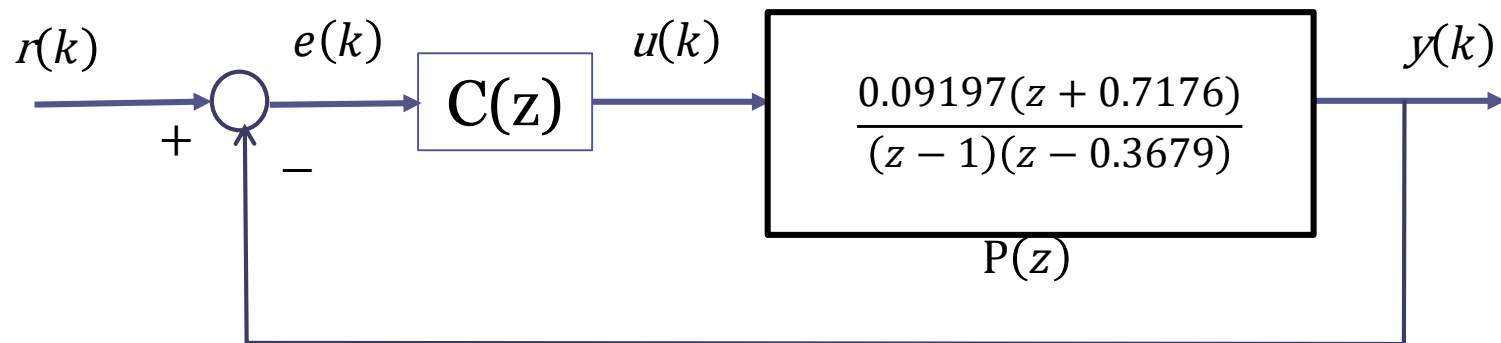 r(k)
e(k)
u(k)
y(k)
+
−
C(z)
0.09197(z + 0.7176)
(z − 1)(z − 0.3679)
P(z)